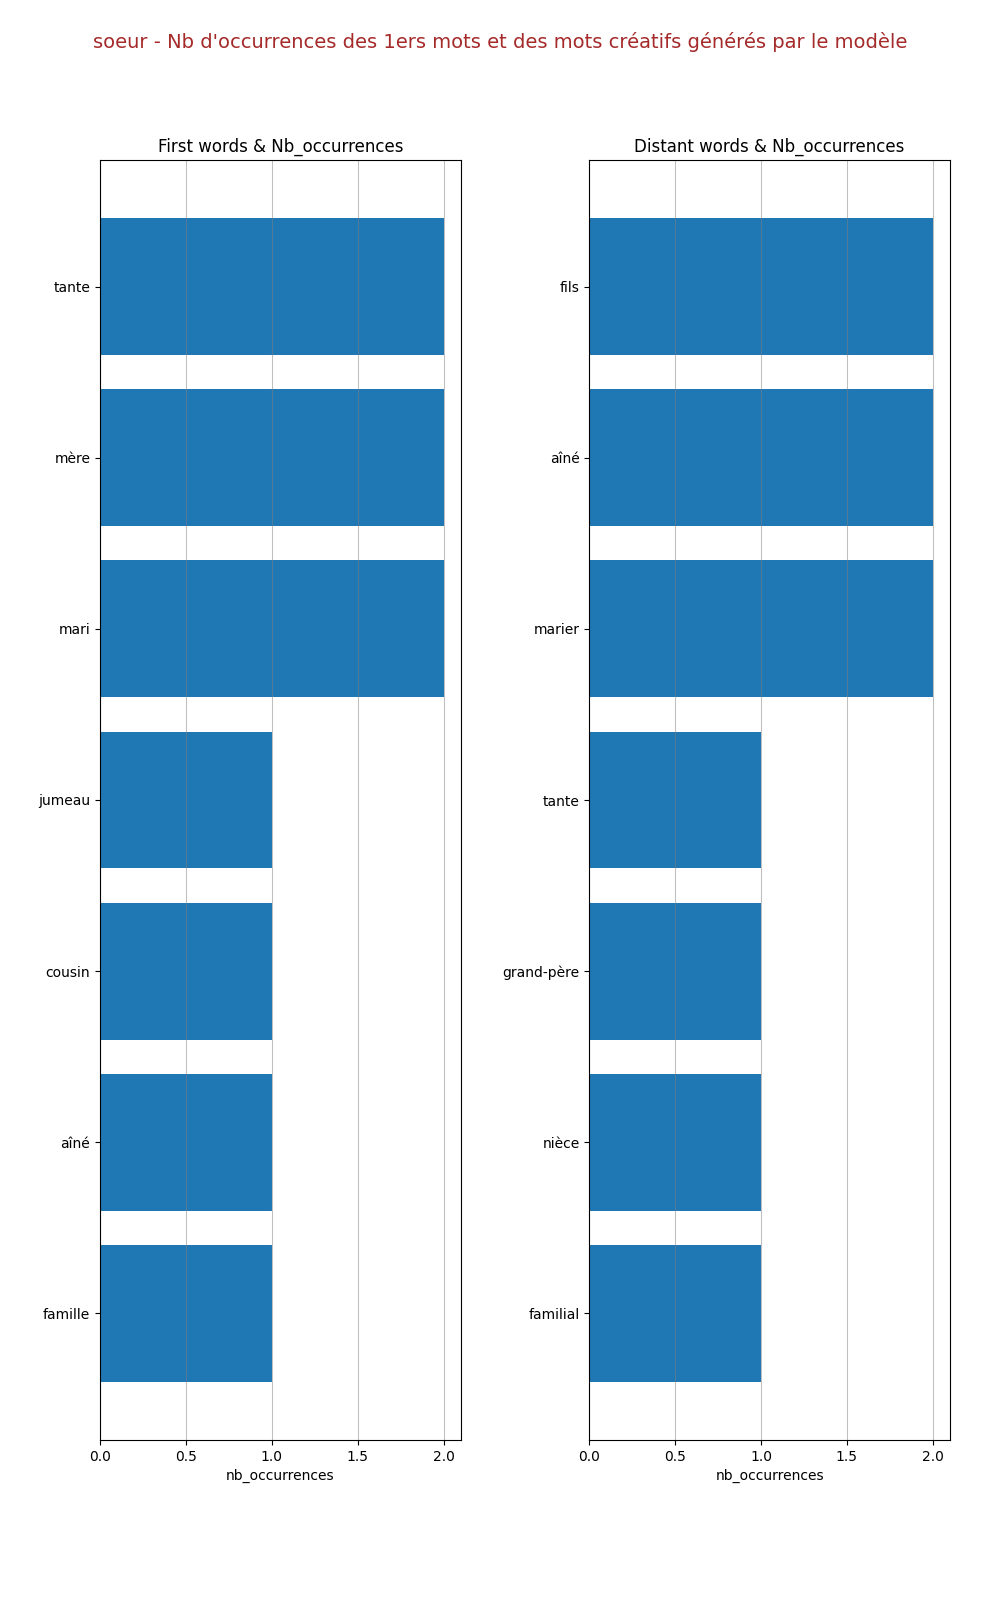 soeur - Nb d'occurrences des 1ers mots et des mots créatifs générés par le modèle
First words & Nb_occurrences
tante
mère
mari
jumeau
cousin
aîné
famille
0.0 0.5 1.0 1.5 2.0
nb_occurrences
Distant words & Nb_occurrences
fils
aîné
marier
tante
grand-père
nièce
familial
0.0 0.5 1.0 1.5 2.0
nb_occurrences